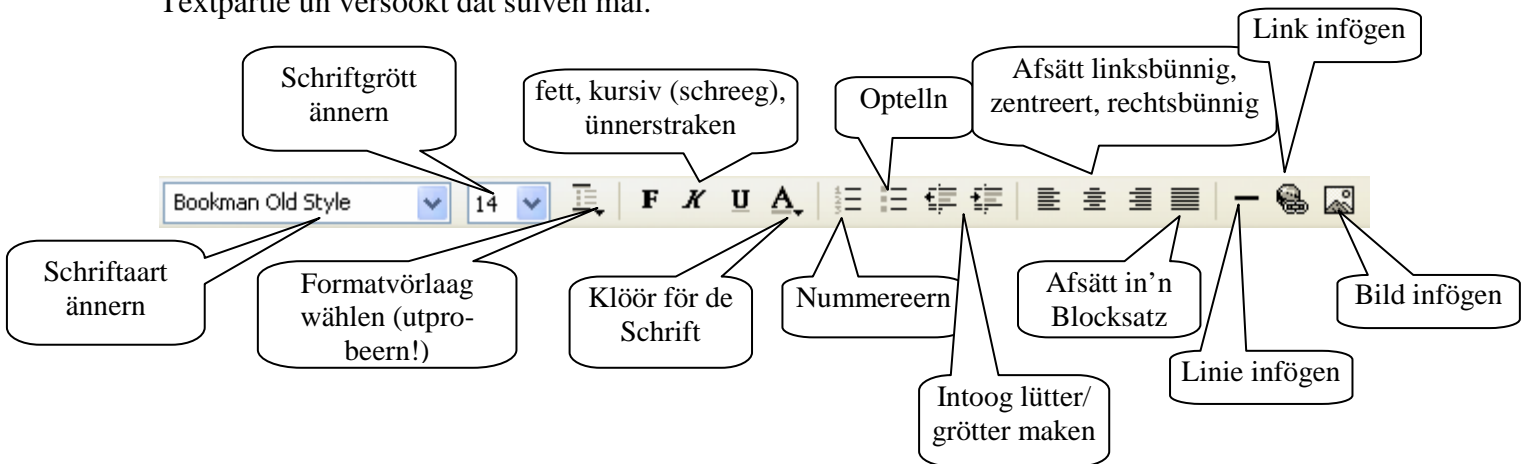 Textpartie un versöökt dat sülven mal.
Link infögen
Schriftgrött
ännern
fett, kursiv (schreeg),
ünnerstraken
Optelln
Afsätt linksbünnig,
zentreert, rechtsbünnig
Bookman Old Style
14
F K U A
Schriftaart
ännern
Formatvörlaag
wählen (utpro-
beern!)
Klöör för de
Schrift
Nummereern
Afsätt in’n
Blocksatz
Bild infögen
Linie infögen
Intoog lütter/
grötter maken